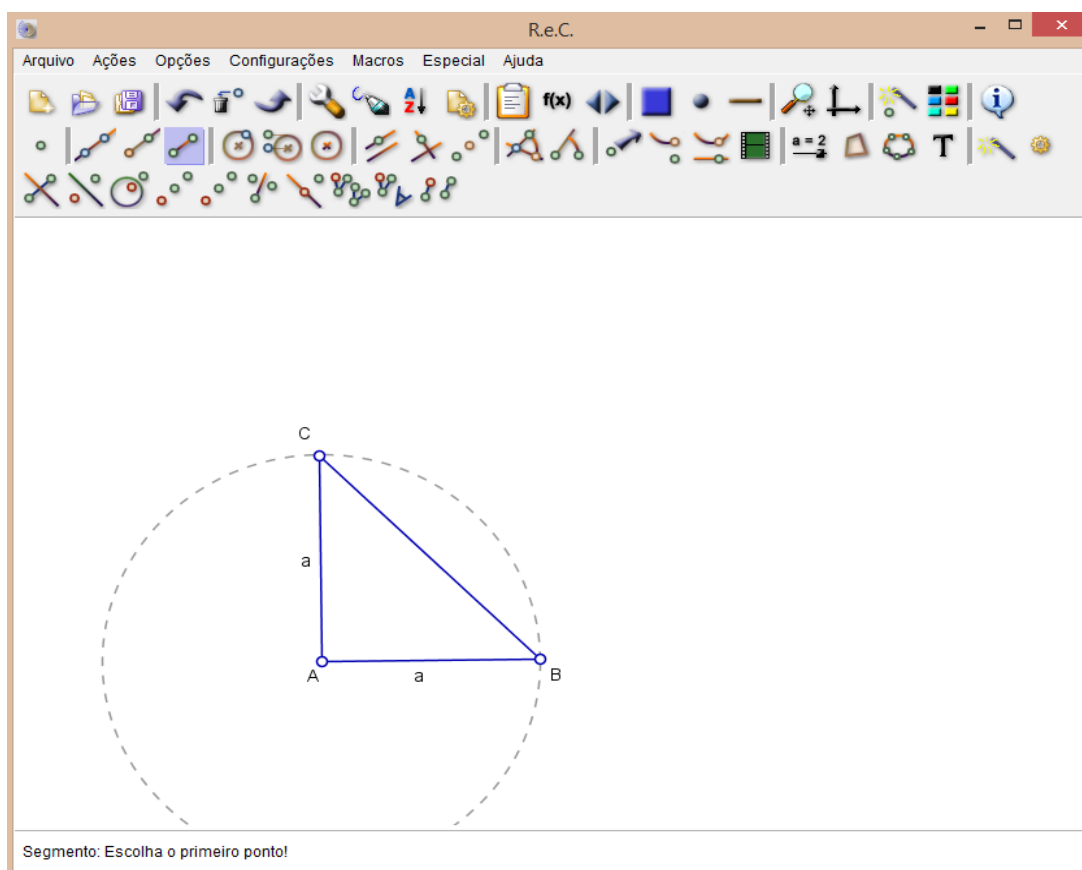 R.e.C.
Arquivo Ações Opções Configurações Macros Especial Ajuda
A Z f(x) i
a = 2 T
C
a
A a B
Segmento: Escolha o primeiro ponto!